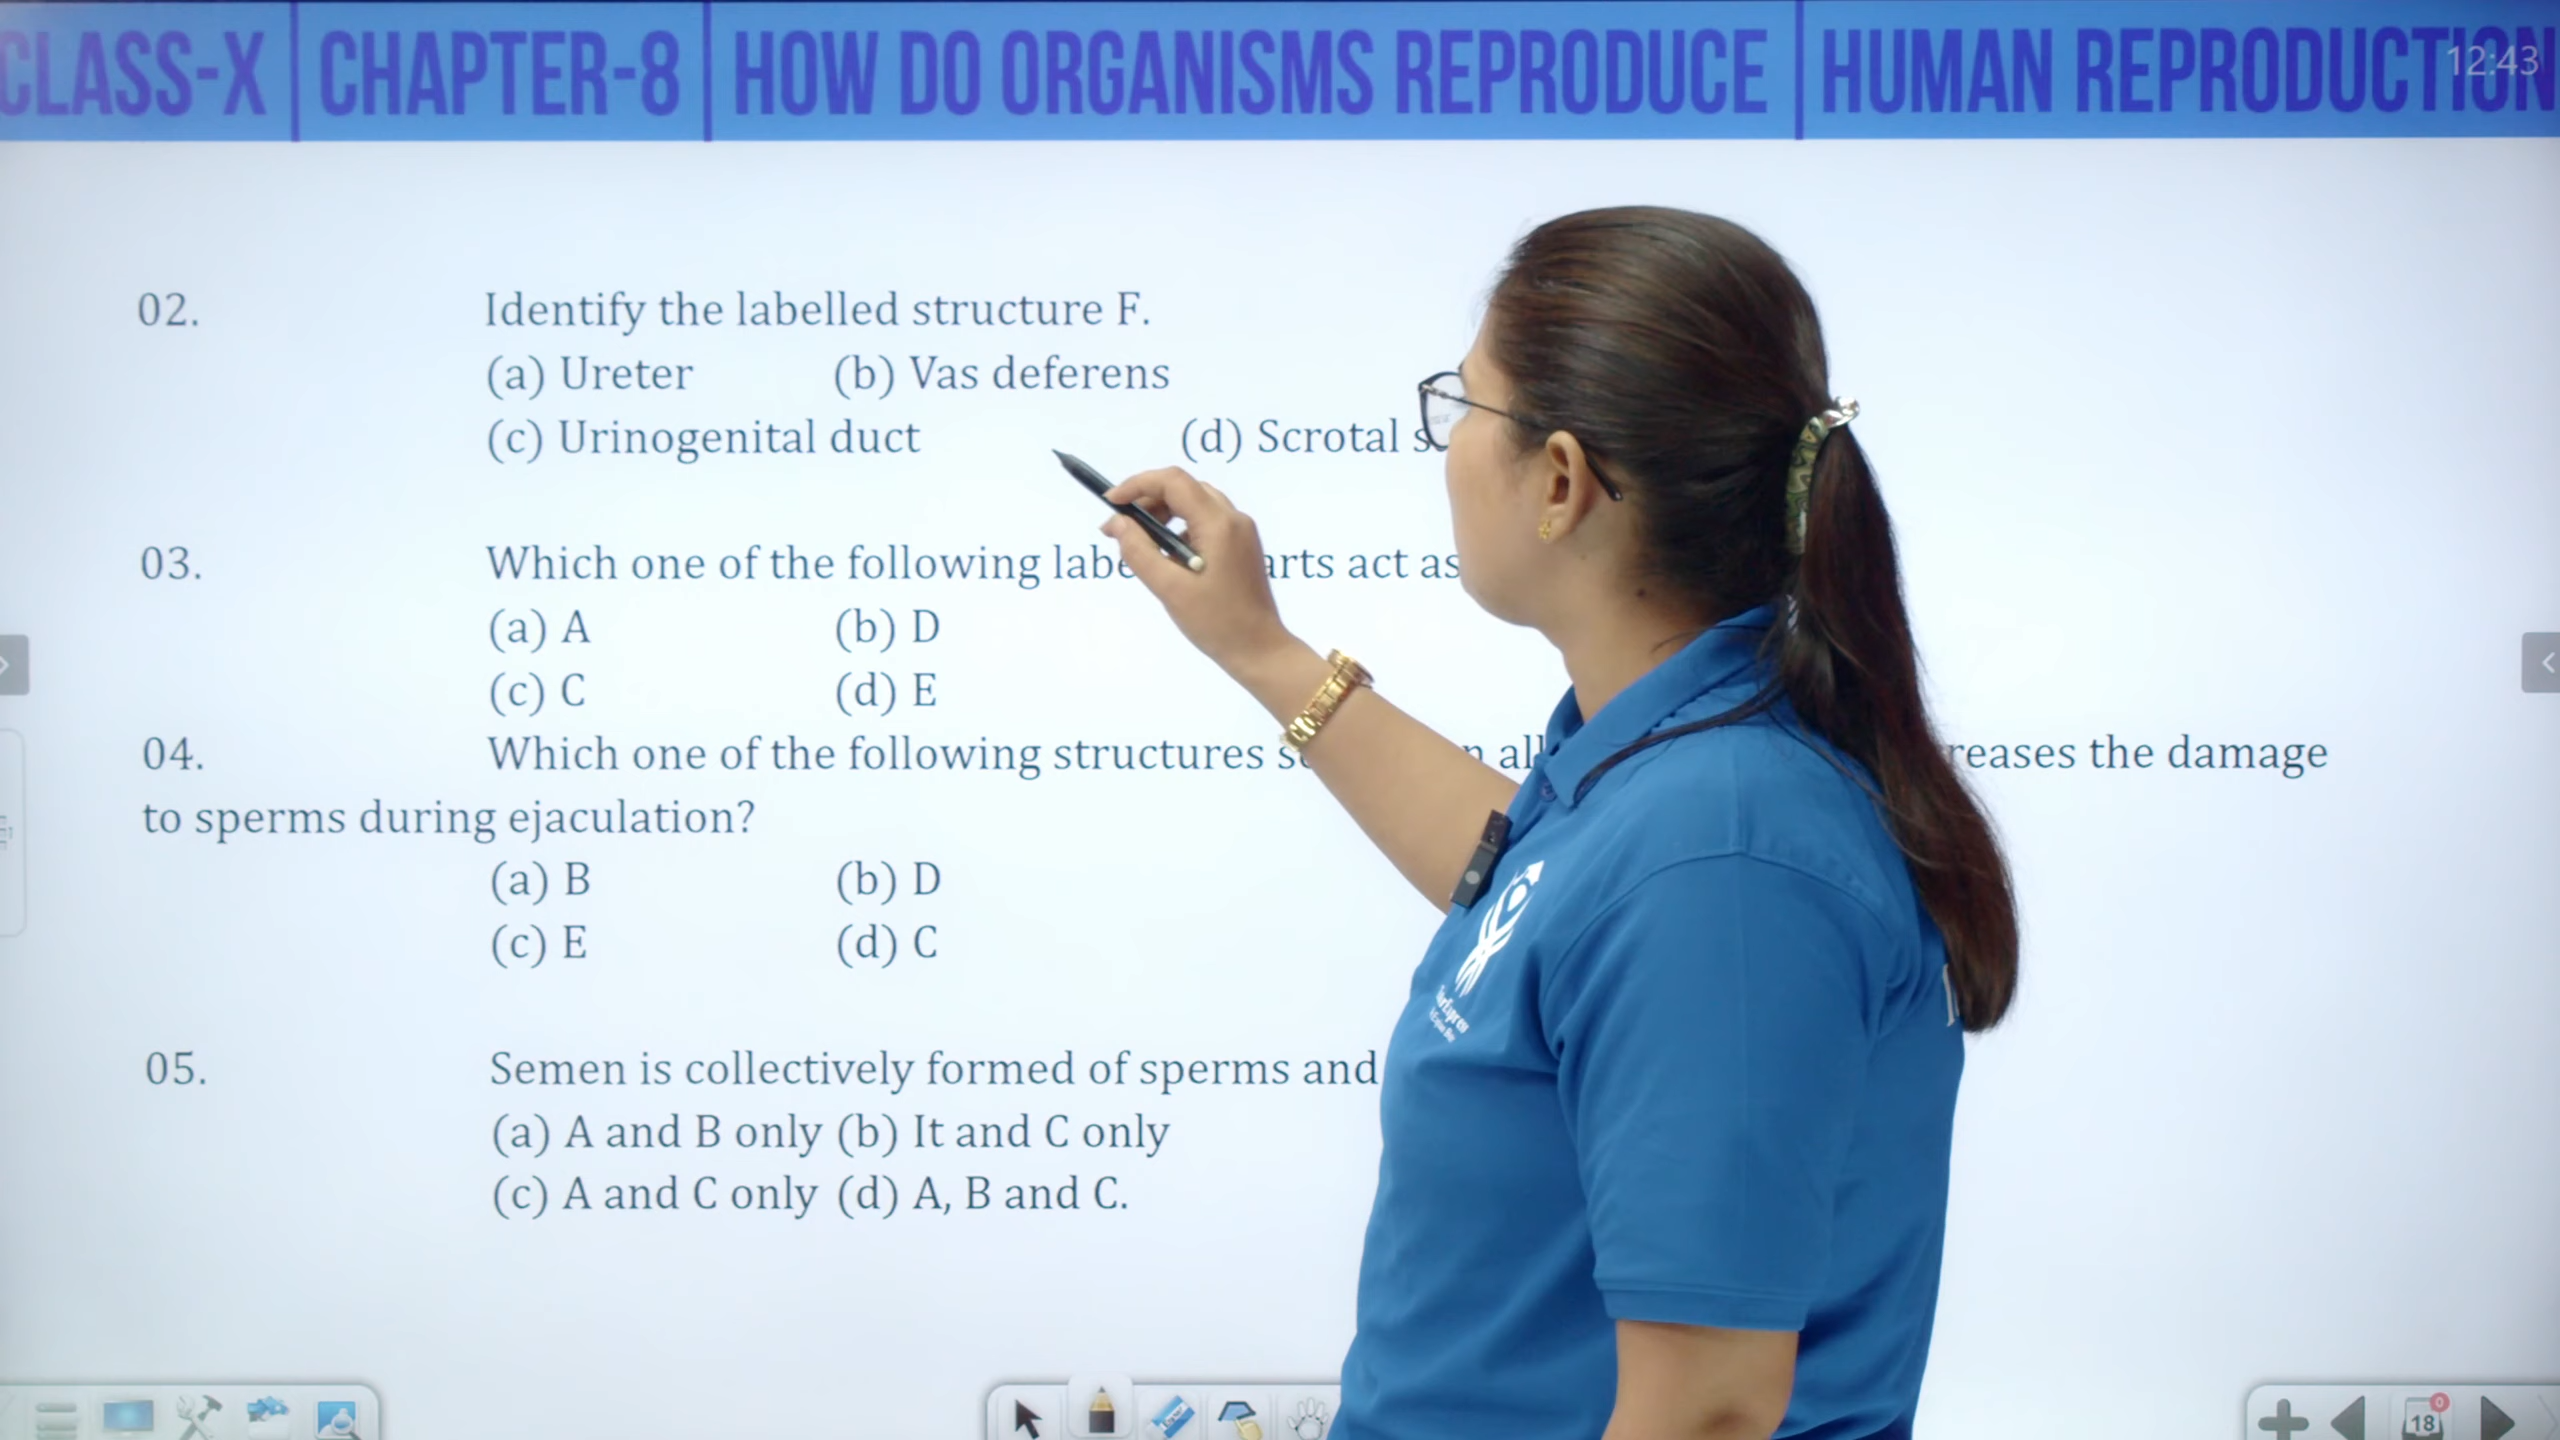 CLASS-X CHAPTER-8 HOW DO ORGANISMS REPRODUCE HUMAN REPRODUCTION
12:43
02. Identify the labelled structure F.
(a) Ureter (b) Vas deferens
(c) Urinogenital duct (d) Scrotal
03. Which one of the following act as
(a) A (b) D
(c) C (d) E
04. Which one of the following structures the damage
to sperms during ejaculation?
(a) B (b) D
(c) E (d) C
05. Semen is collectively formed of sperms and
(a) A and B only (b) It and C only
(c) A and C only (d) A, B and C.
18
0